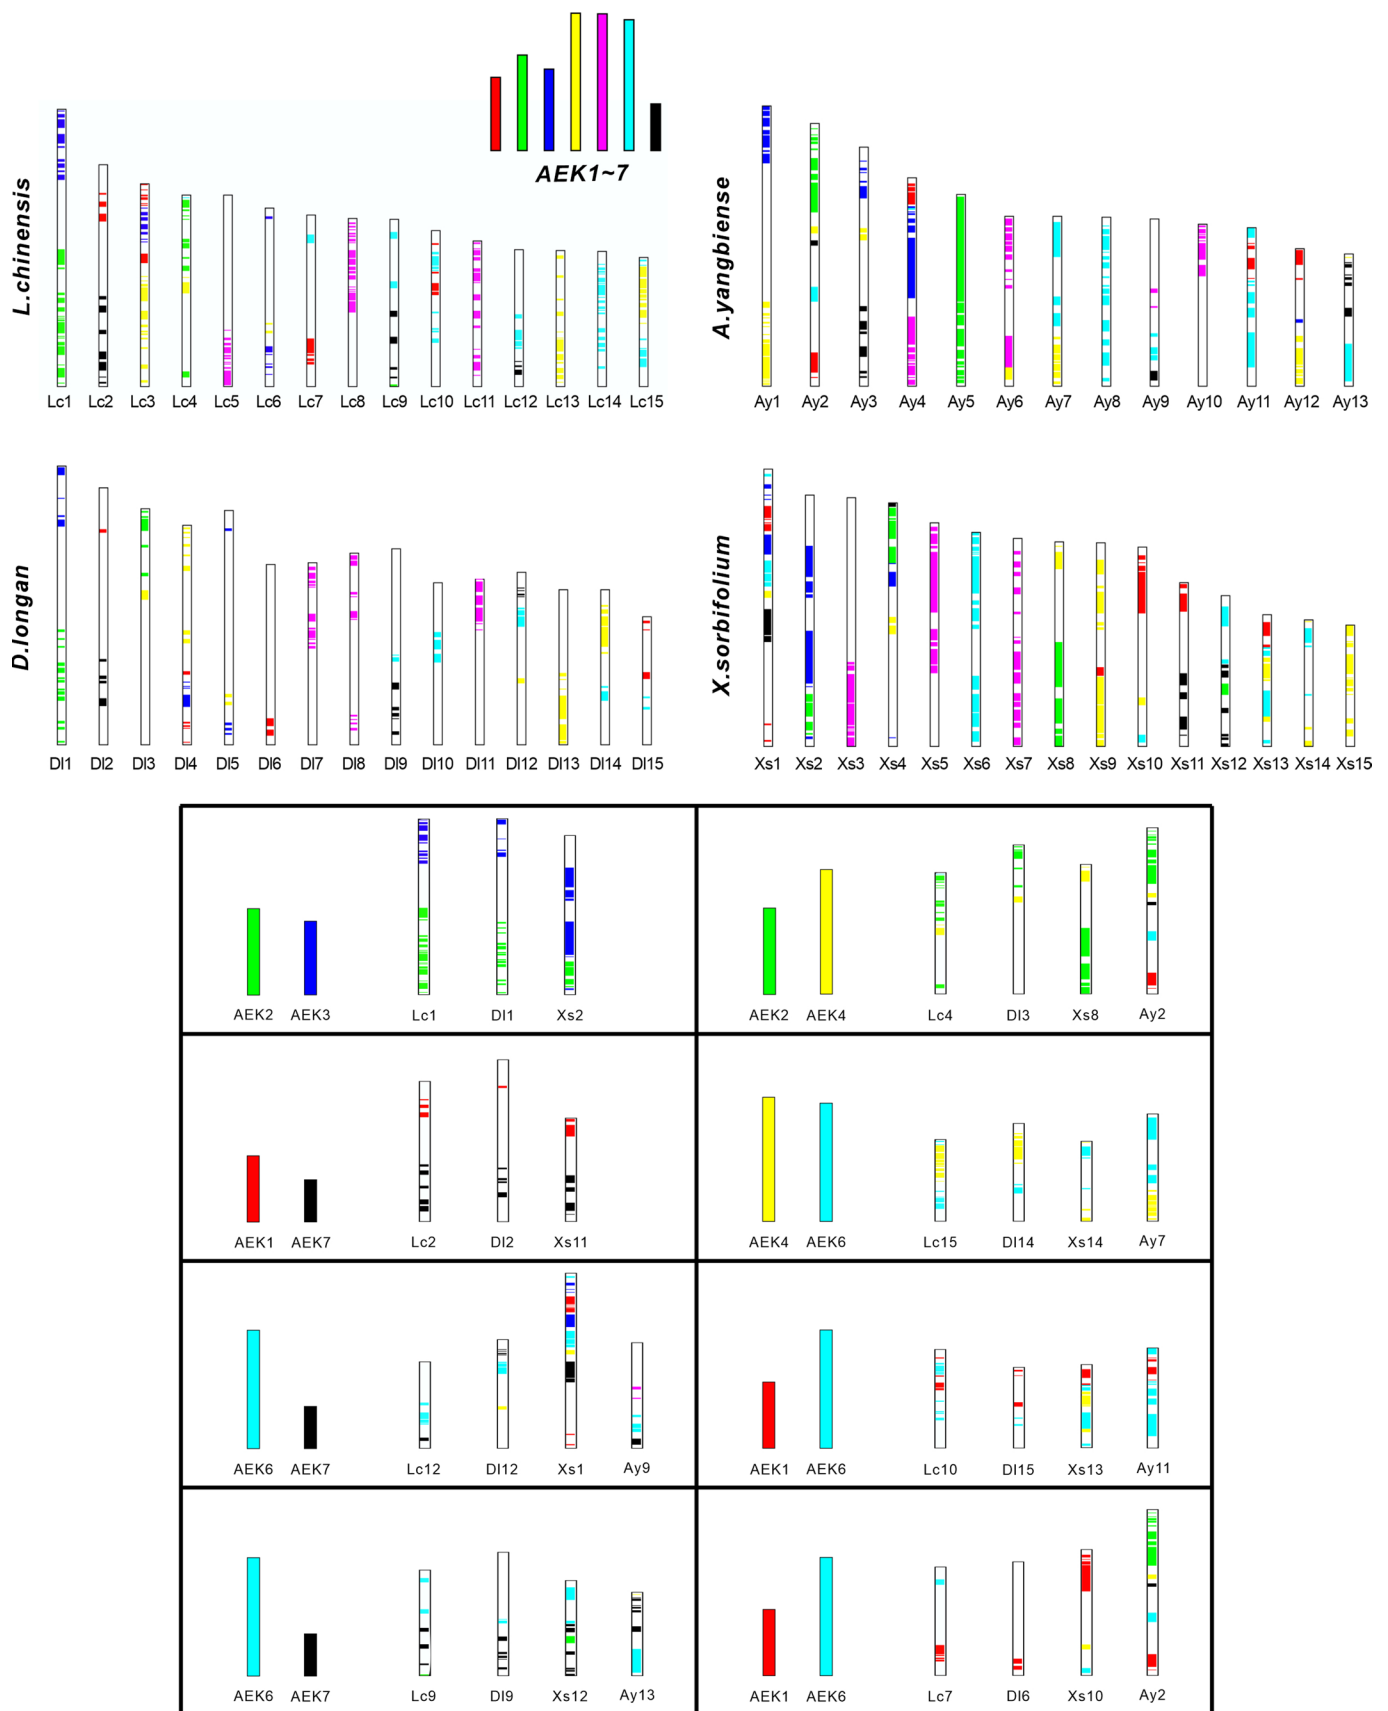 AEK1~7
L.chinensis
Lc1 Lc2 Lc3 Lc4 Lc5 Lc6 Lc7 Lc8 Lc9 Lc10 Lc11 Lc12 Lc13 Lc14 Lc15
A.yangbiense
Ay1 Ay2 Ay3 Ay4 Ay5 Ay6 Ay7 Ay8 Ay9 Ay10 Ay11 Ay12 Ay13
D.longan
Dl1 Dl2 Dl3 Dl4 Dl5 Dl6 Dl7 Dl8 Dl9 Dl10 Dl11 Dl12 Dl13 Dl14 Dl15
X.sorbifolium
Xs1 Xs2 Xs3 Xs4 Xs5 Xs6 Xs7 Xs8 Xs9 Xs10 Xs11 Xs12 Xs13 Xs14 Xs15
AEK2 AEK3 Lc1 Dl1 Xs2
AEK2 AEK4 Lc4 Dl3 Xs8 Ay2
AEK1 AEK7 Lc2 Dl2 Xs11
AEK4 AEK6 Lc15 Dl14 Xs14 Ay7
AEK6 AEK7 Lc12 Dl12 Xs1 Ay9
AEK1 AEK6 Lc10 Dl15 Xs13 Ay11
AEK6 AEK7 Lc9 Dl9 Xs12 Ay13
AEK1 AEK6 Lc7 Dl6 Xs10 Ay2